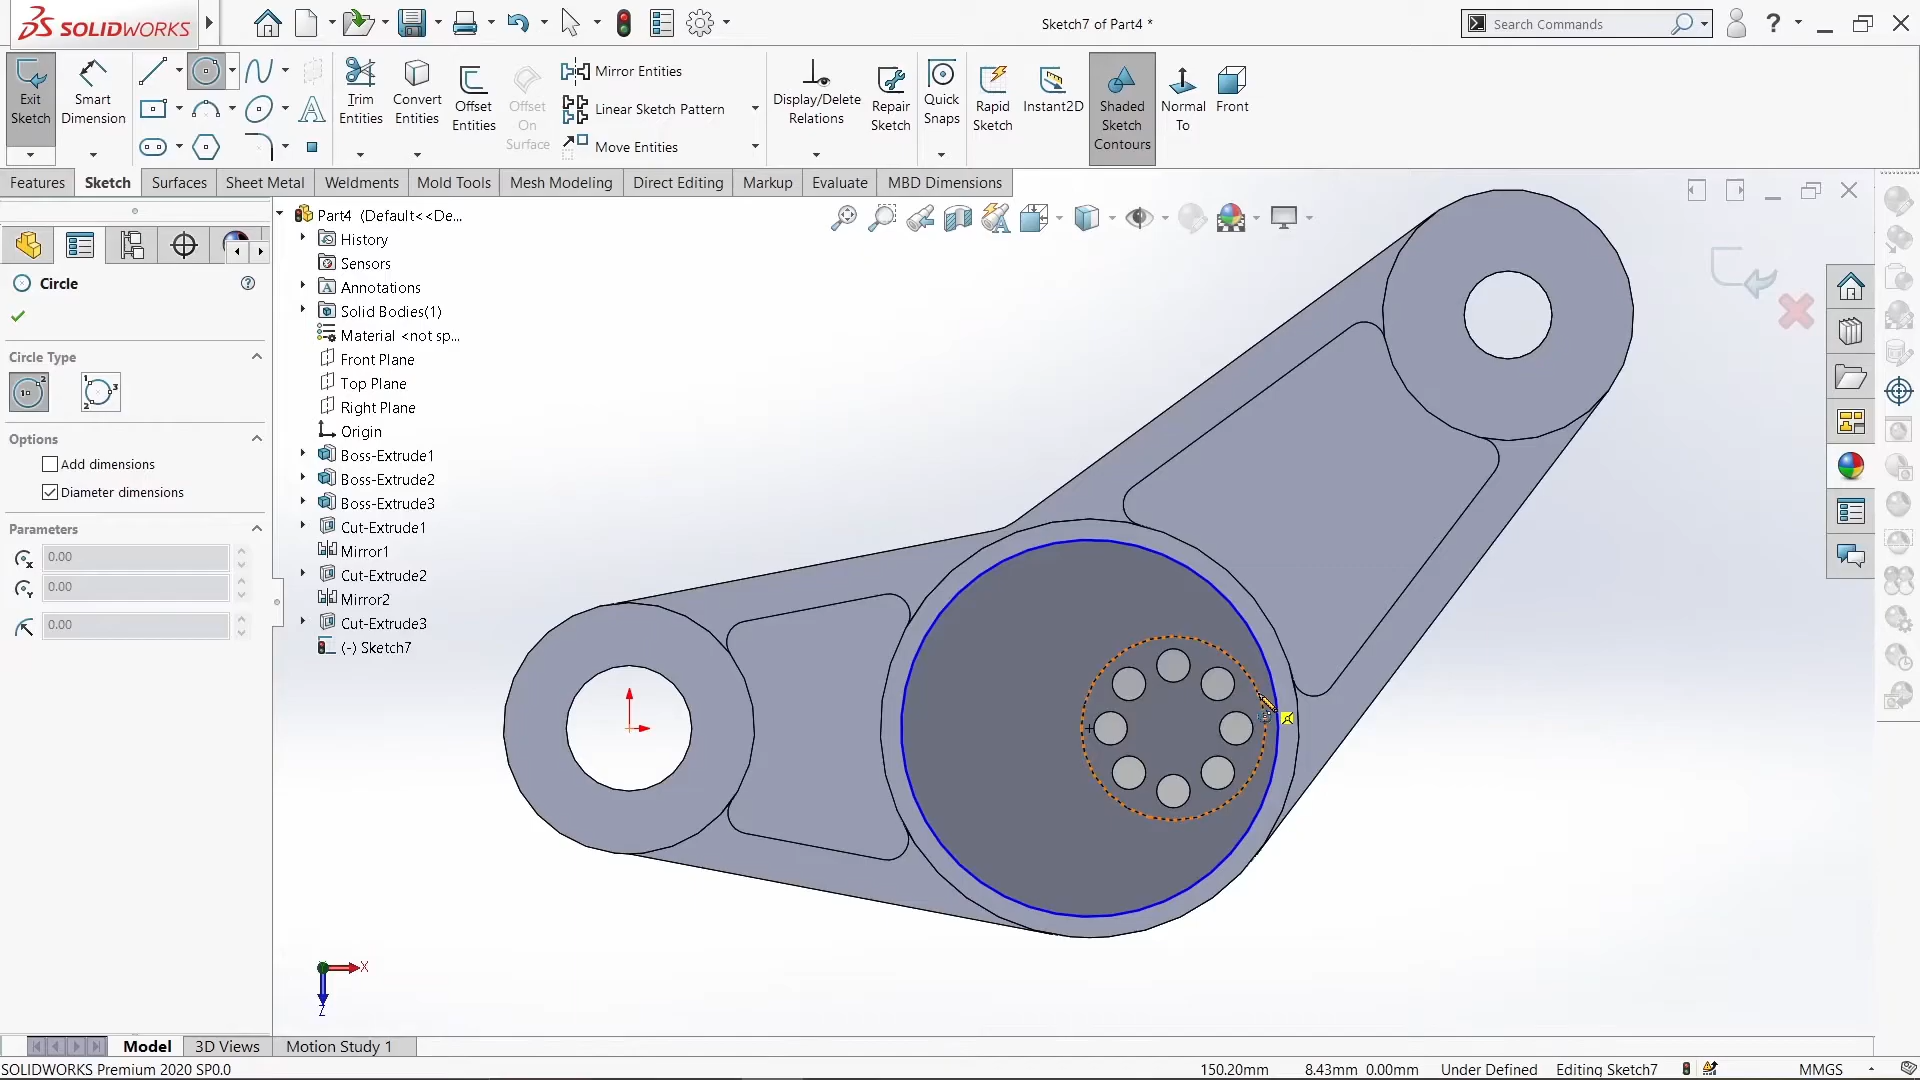 SOLIDWORKS
Sketch7 of Part4 *
Search Commands
Exit Sketch
Smart Dimension
Trim Entities
Convert Entities
Offset Entities
Offset On Surface
Mirror Entities
Linear Sketch Pattern
Move Entities
Display/Delete Relations
Repair Sketch
Quick Snaps
Rapid Sketch
Instant2D
Shaded Sketch Contours
Normal To
Front
Features
Sketch
Surfaces
Sheet Metal
Weldments
Mold Tools
Mesh Modeling
Direct Editing
Markup
Evaluate
MBD Dimensions
Circle
Circle Type
Options
Add dimensions
Diameter dimensions
Parameters
0.00
0.00
0.00
Part4 (Default<<De...
History
Sensors
Annotations
Solid Bodies(1)
Material <not sp...
Front Plane
Top Plane
Right Plane
Origin
Boss-Extrude1
Boss-Extrude2
Boss-Extrude3
Cut-Extrude1
Mirror1
Cut-Extrude2
Mirror2
Cut-Extrude3
(-) Sketch7
X
Z
Model
3D Views
Motion Study 1
SOLIDWORKS Premium 2020 SP0.0
150.20mm
8.43mm
0.00mm
Under Defined
Editing Sketch7
MMGS